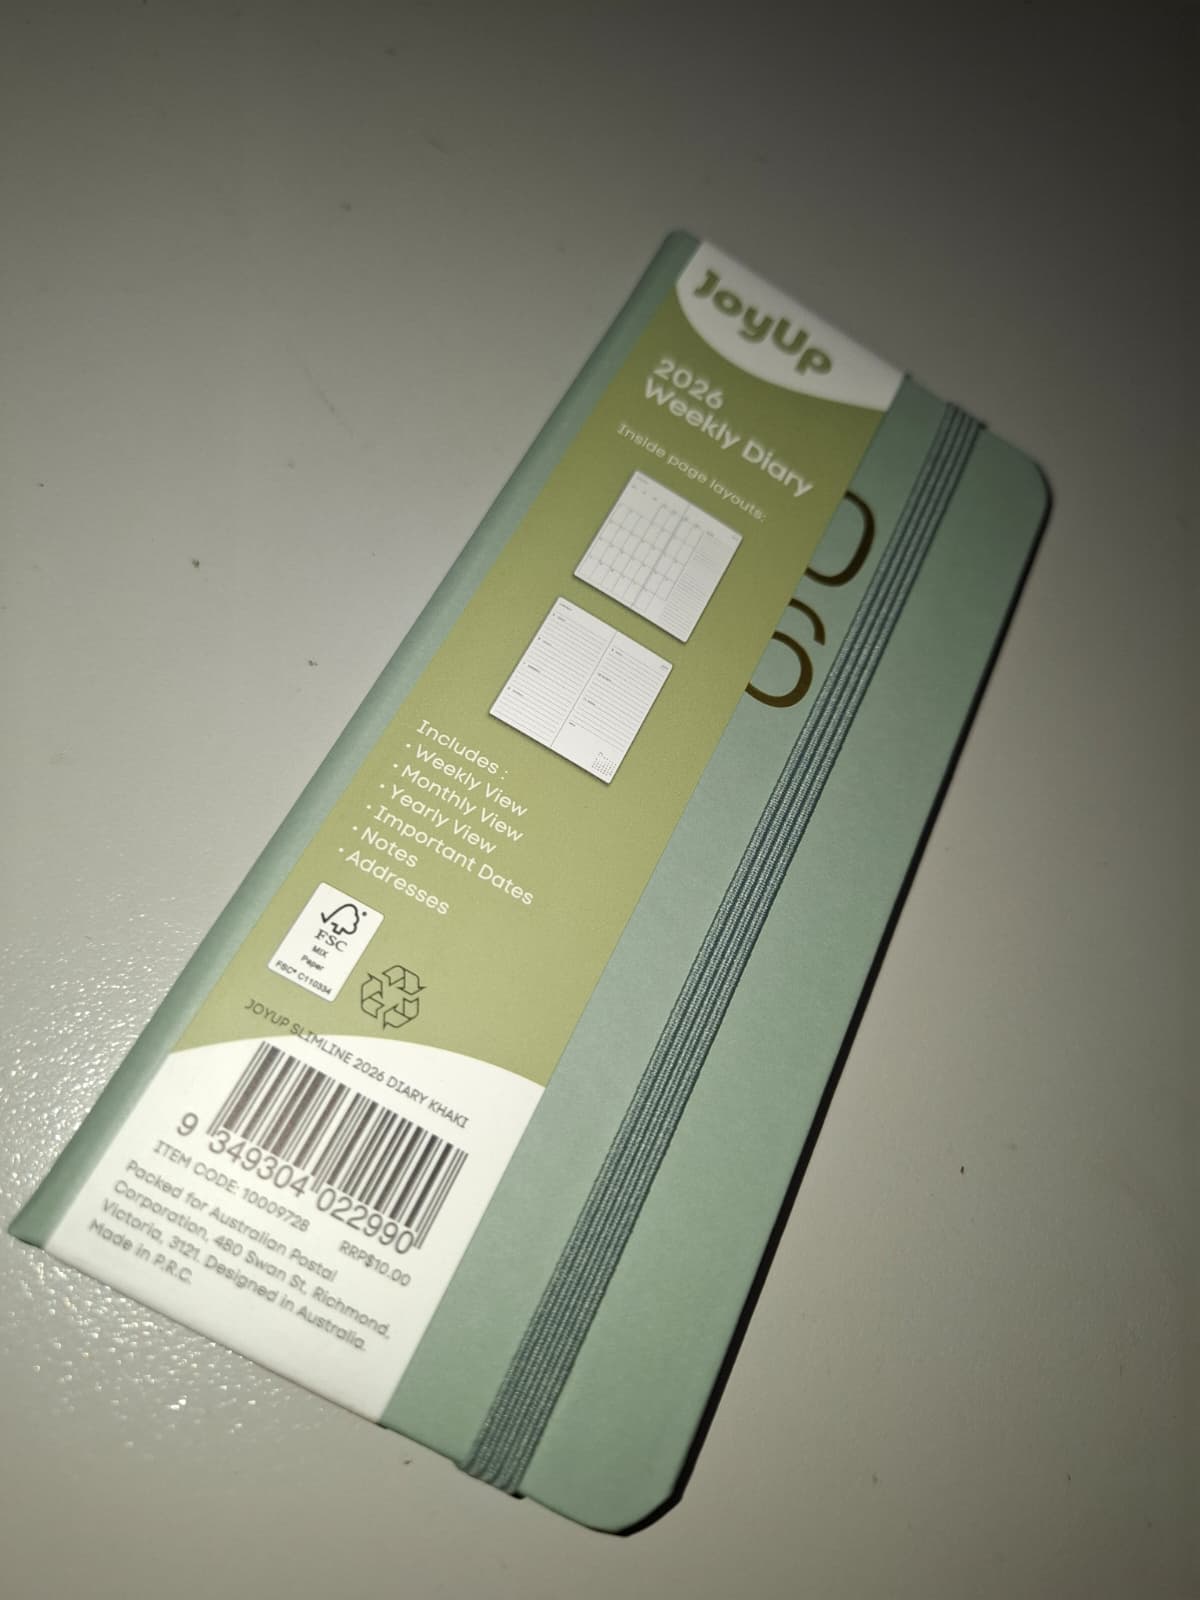 JoyUp
2026
Weekly Diary
Inside page layouts:
0
6
Includes :
• Weekly View
• Monthly View
• Yearly View
• Important Dates
• Notes
• Addresses
FSC
MIX
Paper
FSC® C110334
JOYUP SLIMLINE 2026 DIARY KHAKI
9 349304 022990
ITEM CODE: 10009728
RRP$10.00
Packed for Australian Postal
Corporation, 480 Swan St, Richmond,
Victoria, 3121. Designed in Australia.
Made in P.R.C.